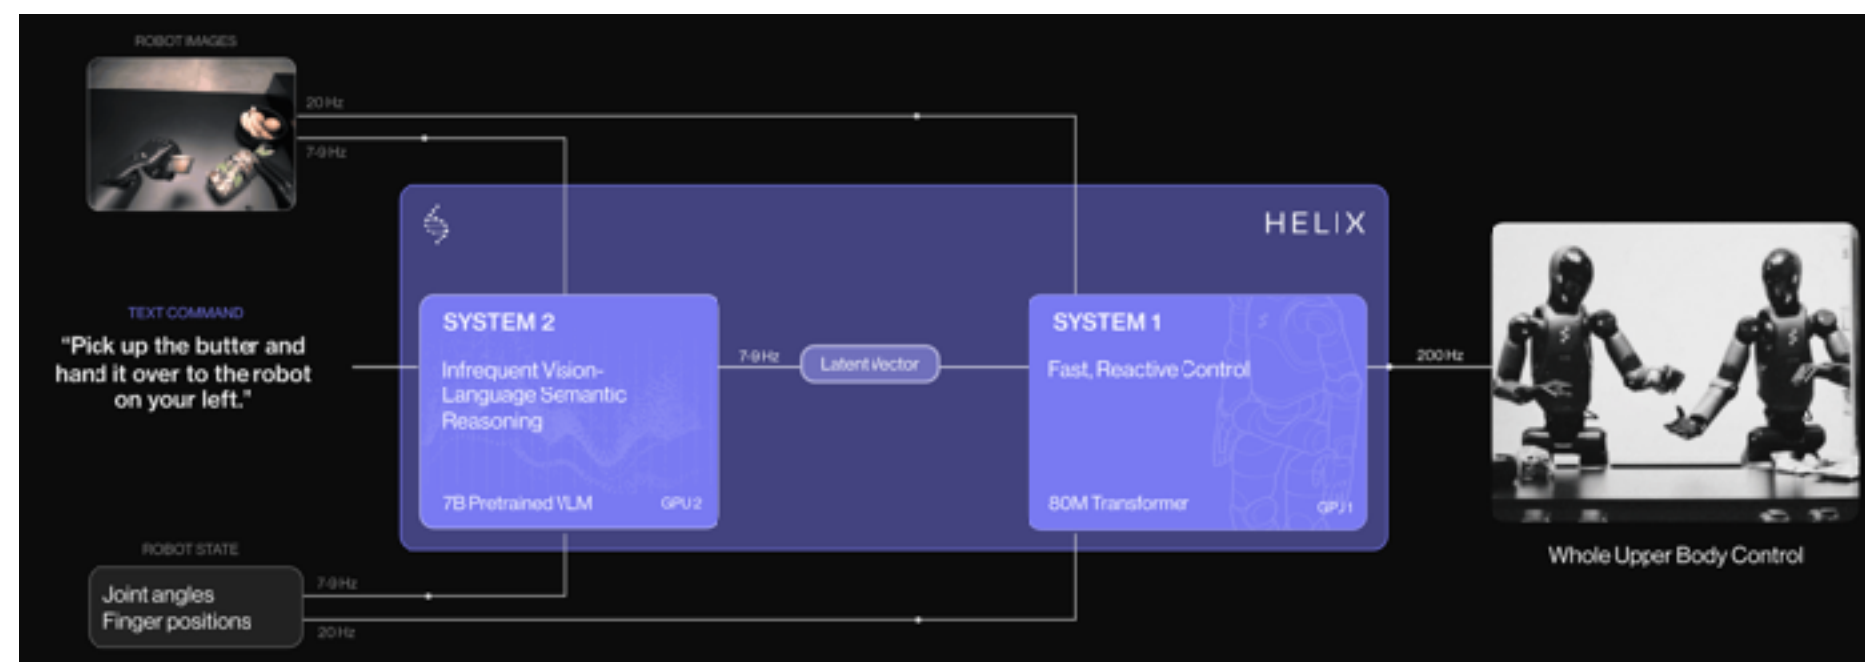 ROBOT IMAGES
20 Hz
7-9 Hz
HELIX
TEXT COMMAND
"Pick up the butter and
hand it over to the robot
on your left."
SYSTEM 2
Infrequent Vision-
Language Semantic
Reasoning
7B Pretrained VLM
GPU 2
7-9 Hz
Latent Vector
SYSTEM 1
Fast, Reactive Control
80M Transformer
GPU 1
200 Hz
Whole Upper Body Control
ROBOT STATE
Joint angles
Finger positions
7-9 Hz
20 Hz